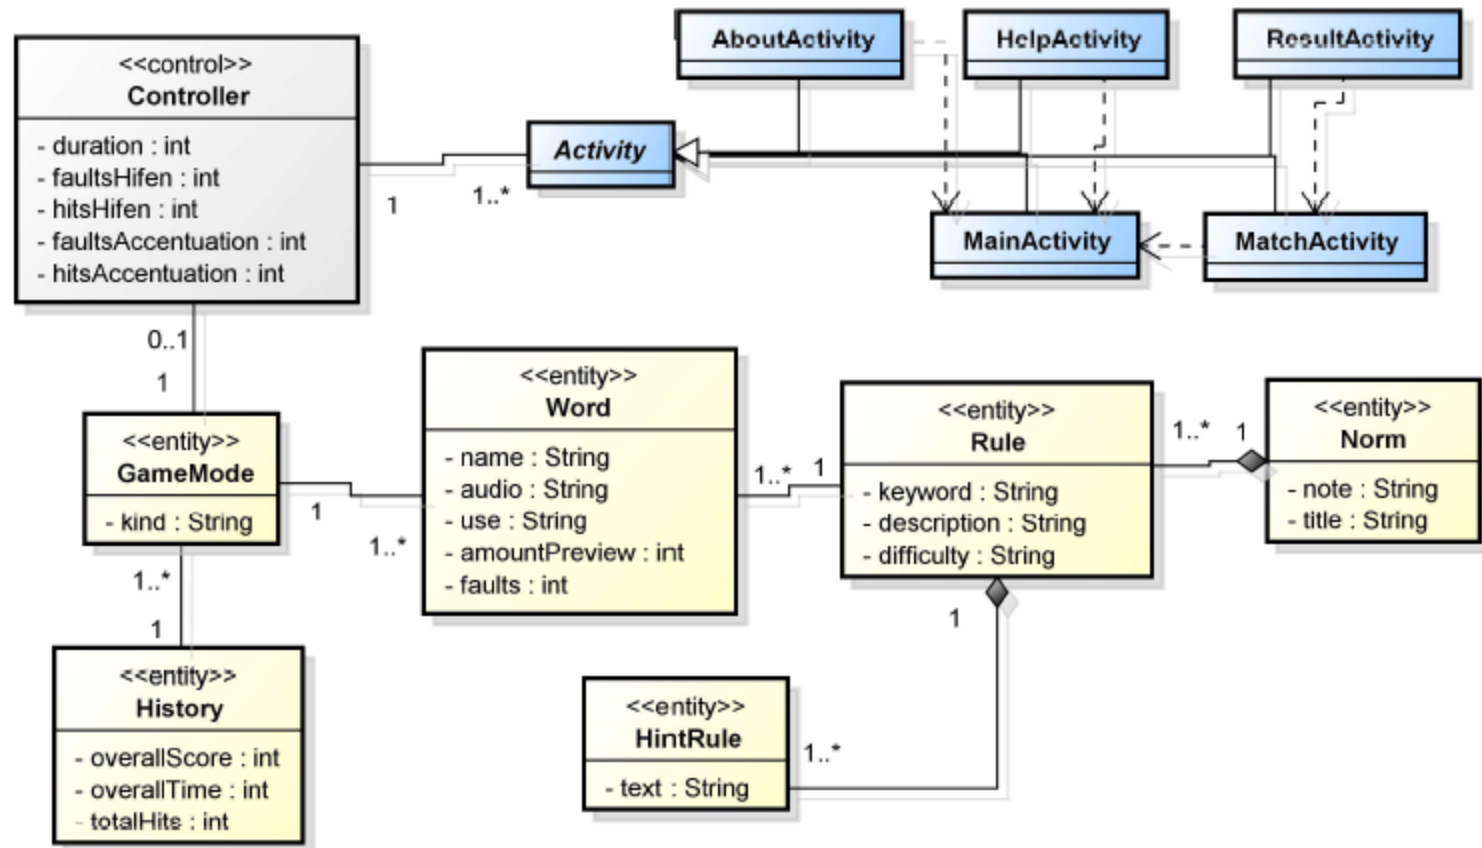 <<control>>
Controller
- duration : int
- faultsHifen : int
- hitsHifen : int
- faultsAccentuation : int
- hitsAccentuation : int
1
1..*
Activity
AboutActivity
HelpActivity
ResultActivity
MainActivity
MatchActivity
0..1
1
<<entity>>
GameMode
- kind : String
1
1..*
<<entity>>
Word
- name : String
- audio : String
- use : String
- amountPreview : int
- faults : int
1..*
1
<<entity>>
Rule
- keyword : String
- description : String
- difficulty : String
1..*
1
<<entity>>
Norm
- note : String
- title : String
1..*
1
<<entity>>
History
- overallScore : int
- overallTime : int
- totalHits : int
1
1..*
<<entity>>
HintRule
- text : String